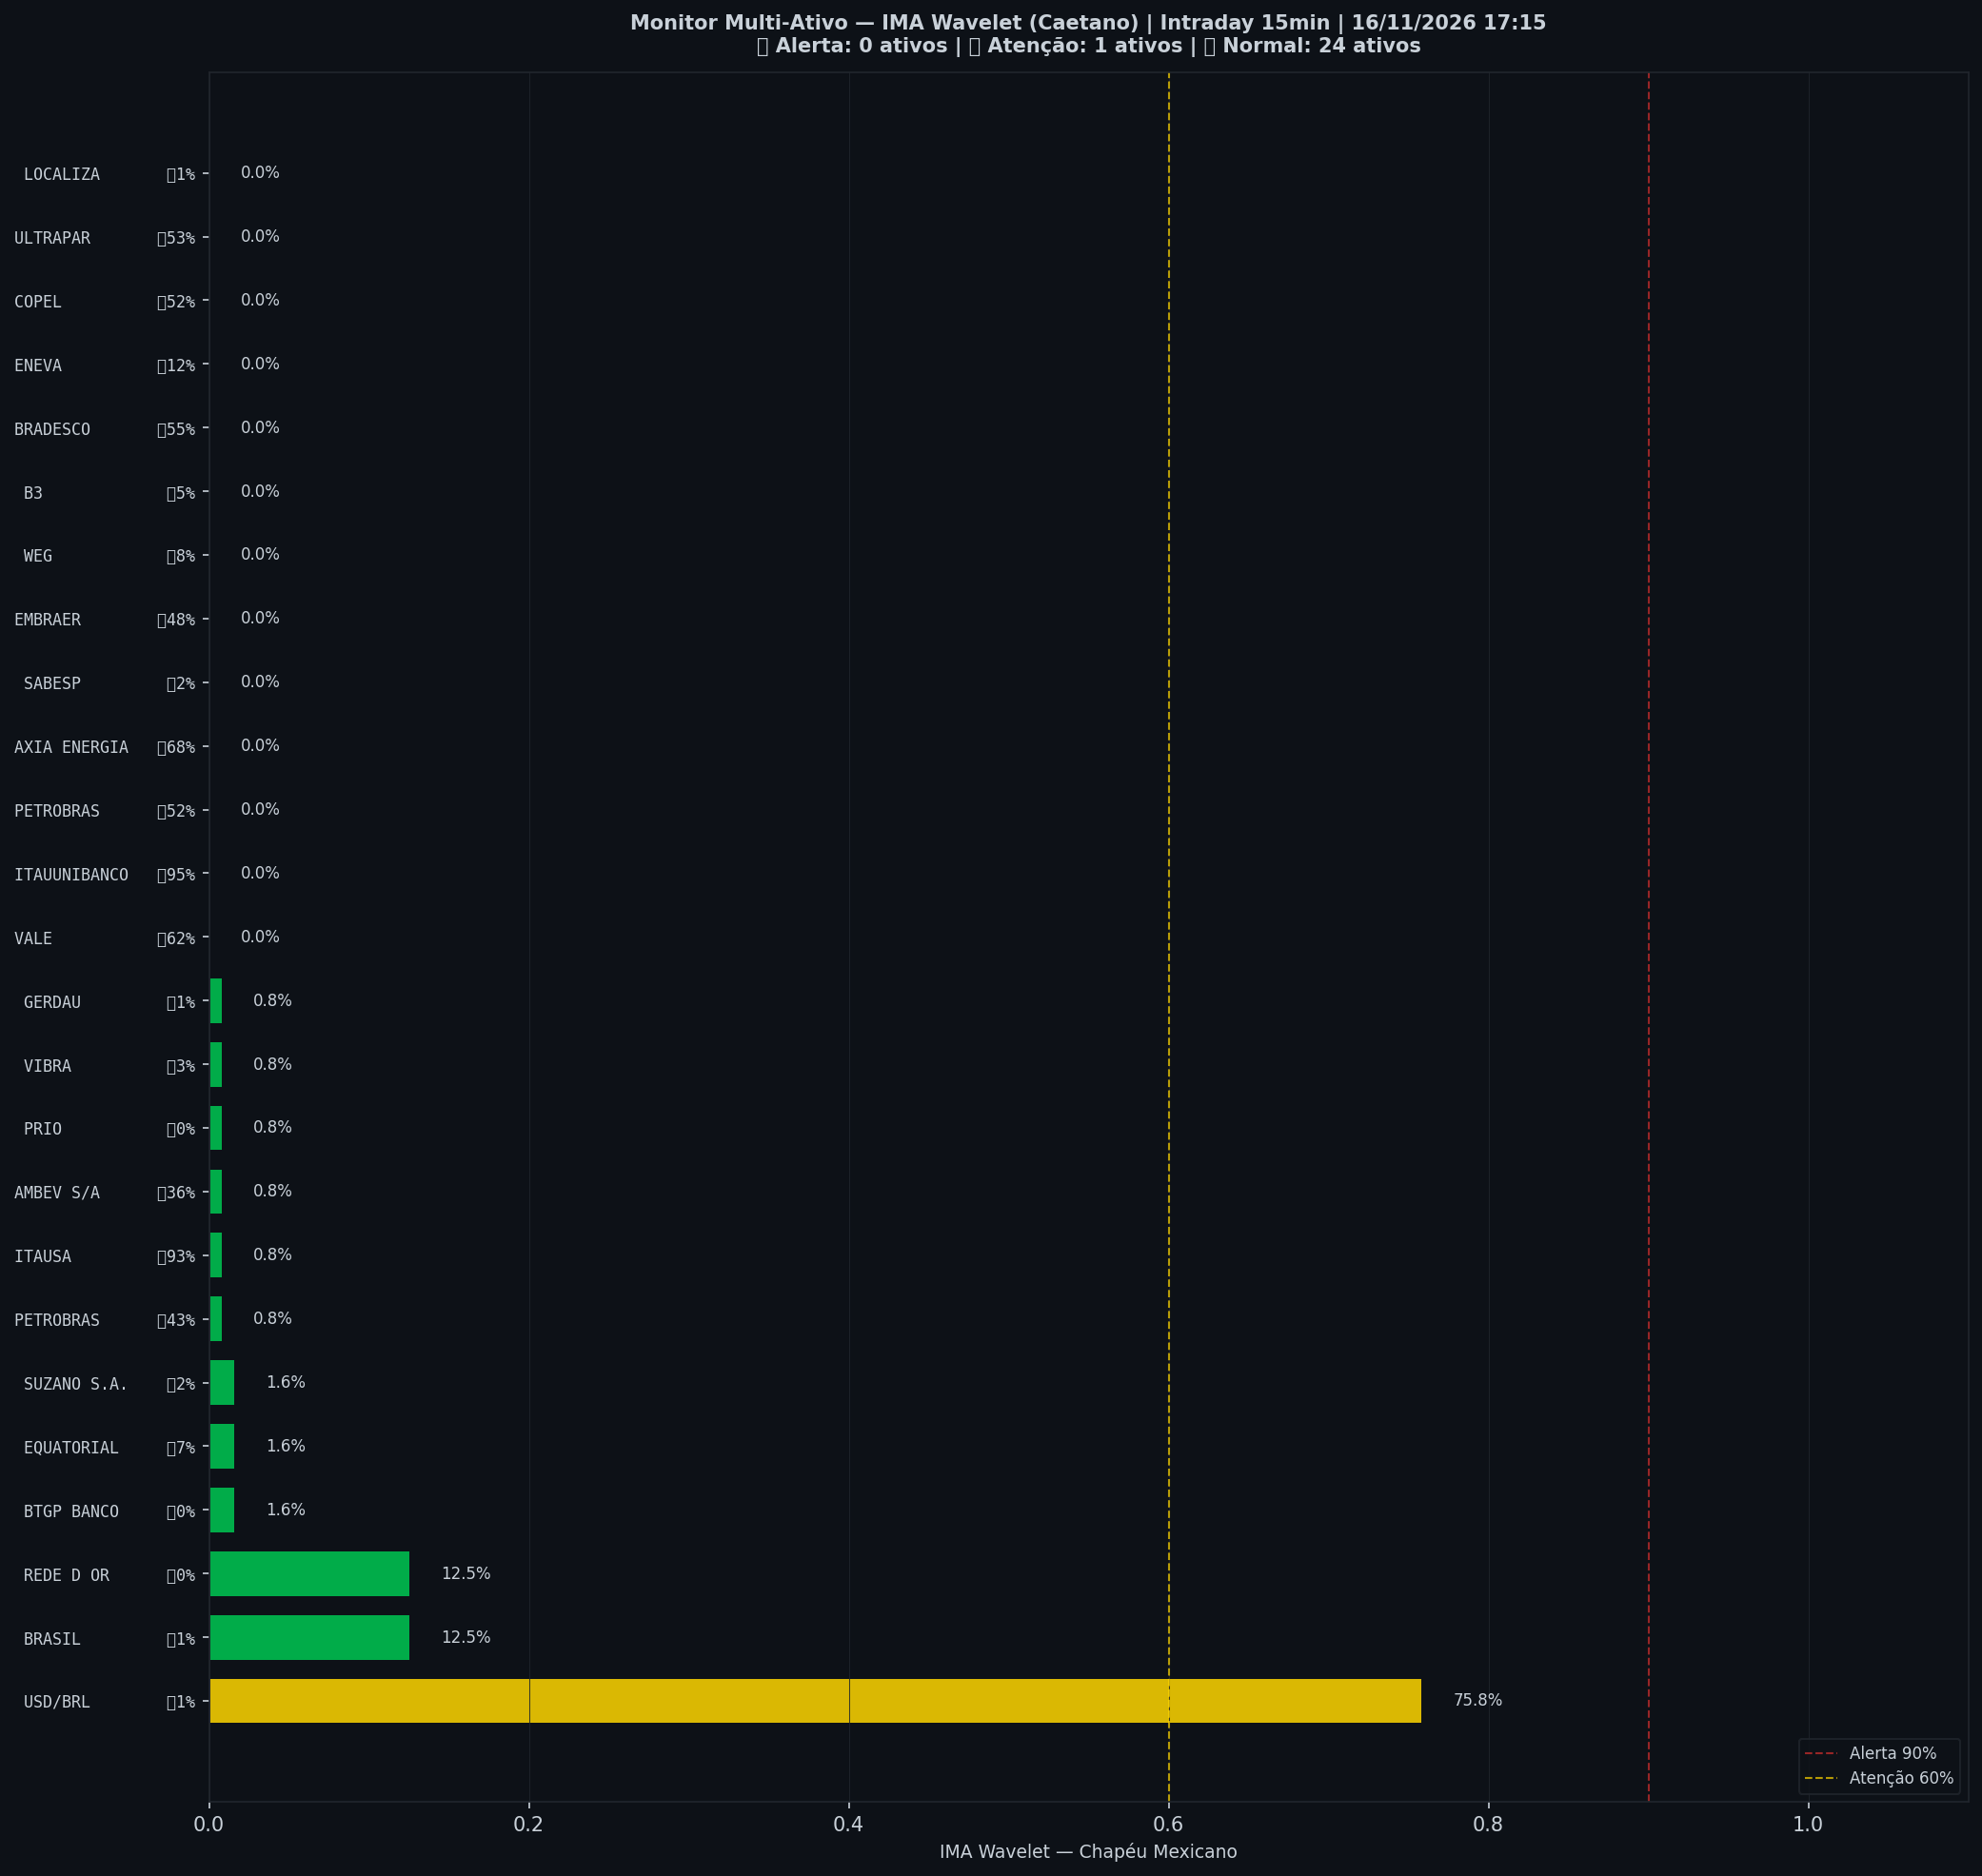 Monitor Multi-Ativo — IMA Wavelet (Caetano) | Intraday 15min | 16/11/2026 17:15
▯ Alerta: 0 ativos | ▯ Atenção: 1 ativos | ▯ Normal: 24 ativos
LOCALIZA ▯1% 0.0%
ULTRAPAR ▯53% 0.0%
COPEL ▯52% 0.0%
ENEVA ▯12% 0.0%
BRADESCO ▯55% 0.0%
B3 ▯5% 0.0%
WEG ▯8% 0.0%
EMBRAER ▯48% 0.0%
SABESP ▯2% 0.0%
AXIA ENERGIA ▯68% 0.0%
PETROBRAS ▯52% 0.0%
ITAUUNIBANCO ▯95% 0.0%
VALE ▯62% 0.0%
GERDAU ▯1% 0.8%
VIBRA ▯3% 0.8%
PRIO ▯0% 0.8%
AMBEV S/A ▯36% 0.8%
ITAUSA ▯93% 0.8%
PETROBRAS ▯43% 0.8%
SUZANO S.A. ▯2% 1.6%
EQUATORIAL ▯7% 1.6%
BTGP BANCO ▯0% 1.6%
REDE D OR ▯0% 12.5%
BRASIL ▯1% 12.5%
USD/BRL ▯1% 75.8%
Alerta 90%
Atenção 60%
0.0 0.2 0.4 0.6 0.8 1.0
IMA Wavelet — Chapéu Mexicano